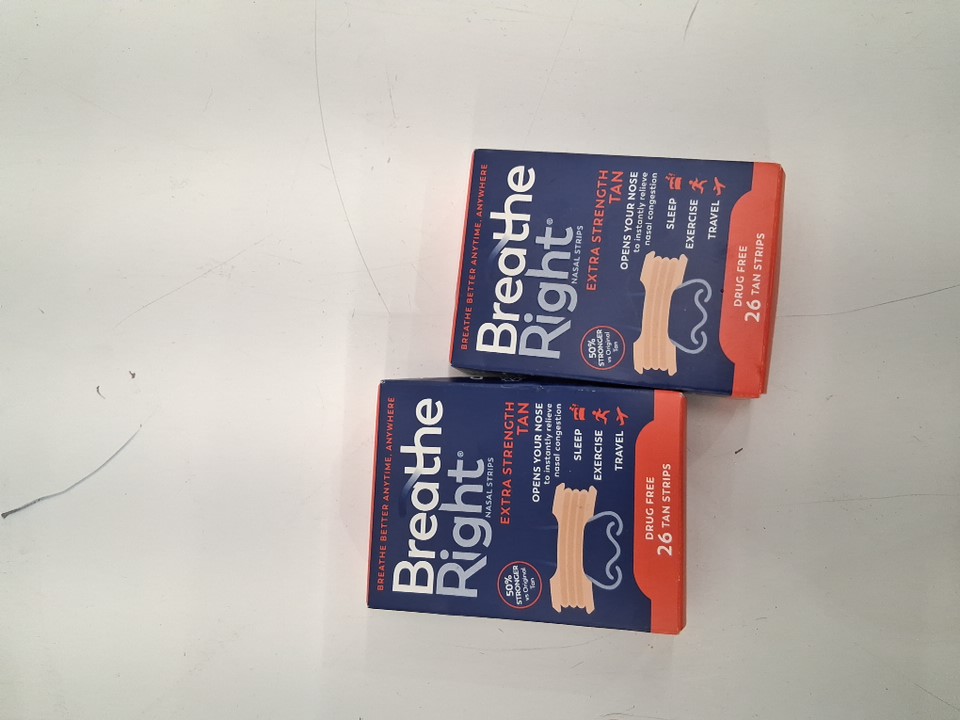 BREATHE BETTER ANYTIME, ANYWHERE
Breathe
Right®
NASAL STRIPS
EXTRA STRENGTH
TAN
50%
STRONGER
vs Original
Tan
OPENS YOUR NOSE
to instantly relieve
nasal congestion
SLEEP
EXERCISE
TRAVEL
DRUG FREE
26 TAN STRIPS
BREATHE BETTER ANYTIME, ANYWHERE
Breathe
Right®
NASAL STRIPS
EXTRA STRENGTH
TAN
50%
STRONGER
vs Original
Tan
OPENS YOUR NOSE
to instantly relieve
nasal congestion
SLEEP
EXERCISE
TRAVEL
DRUG FREE
26 TAN STRIPS